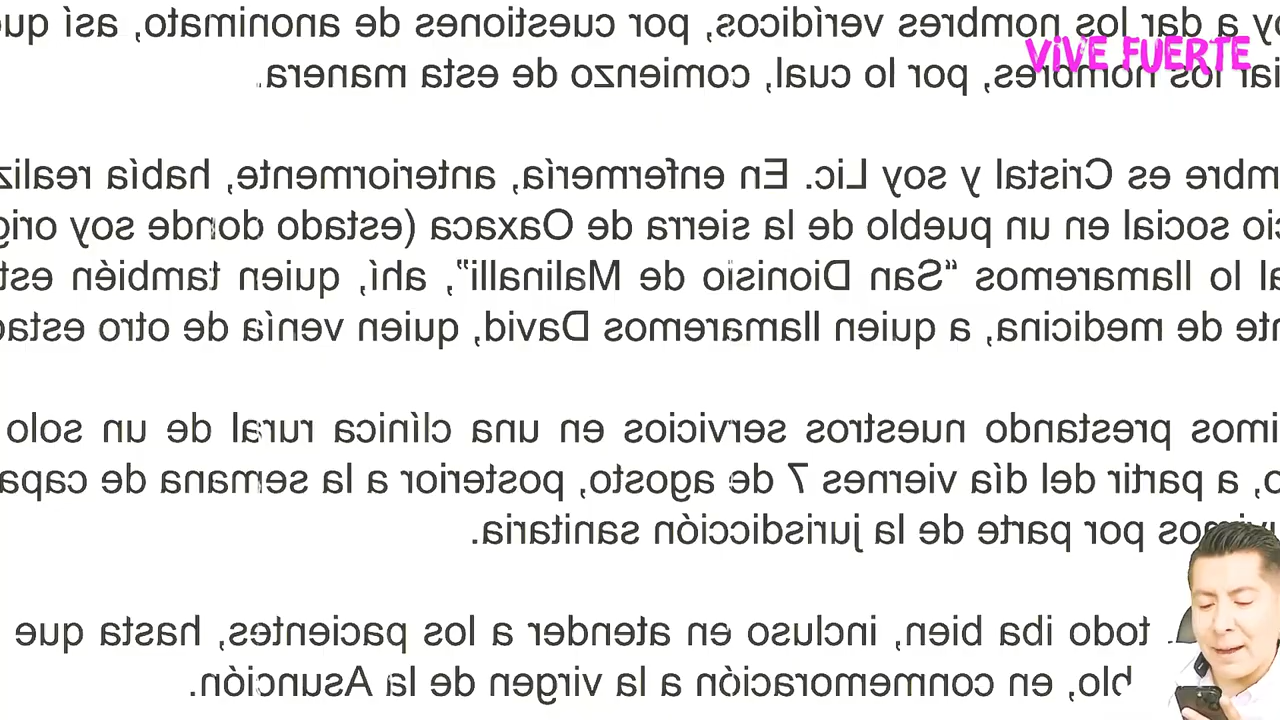 oy a dar los nombres verídicos, por cuestiones de anonimato, así que
VIVE FUERTE
iar los nombres, por lo cual, comienzo de esta manera.
mbre es Cristal y soy Lic. En enfermería, anteriormente, había realiz
cio social en un pueblo de la sierra de Oaxaca (estado donde soy orig
al lo llamaremos “San Dionisio de Malinalli”, ahí, quien también est
nte de medicina, a quien llamaremos David, quien venía de otro estad
imos prestando nuestros servicios en una clínica rural de un solo
o, a partir del día viernes 7 de agosto, posterior a la semana de capa
por parte de la jurisdicción sanitaria.
todo iba bien, incluso en atender a los pacientes, hasta que
blo, en conmemoración a la virgen de la Asunción.